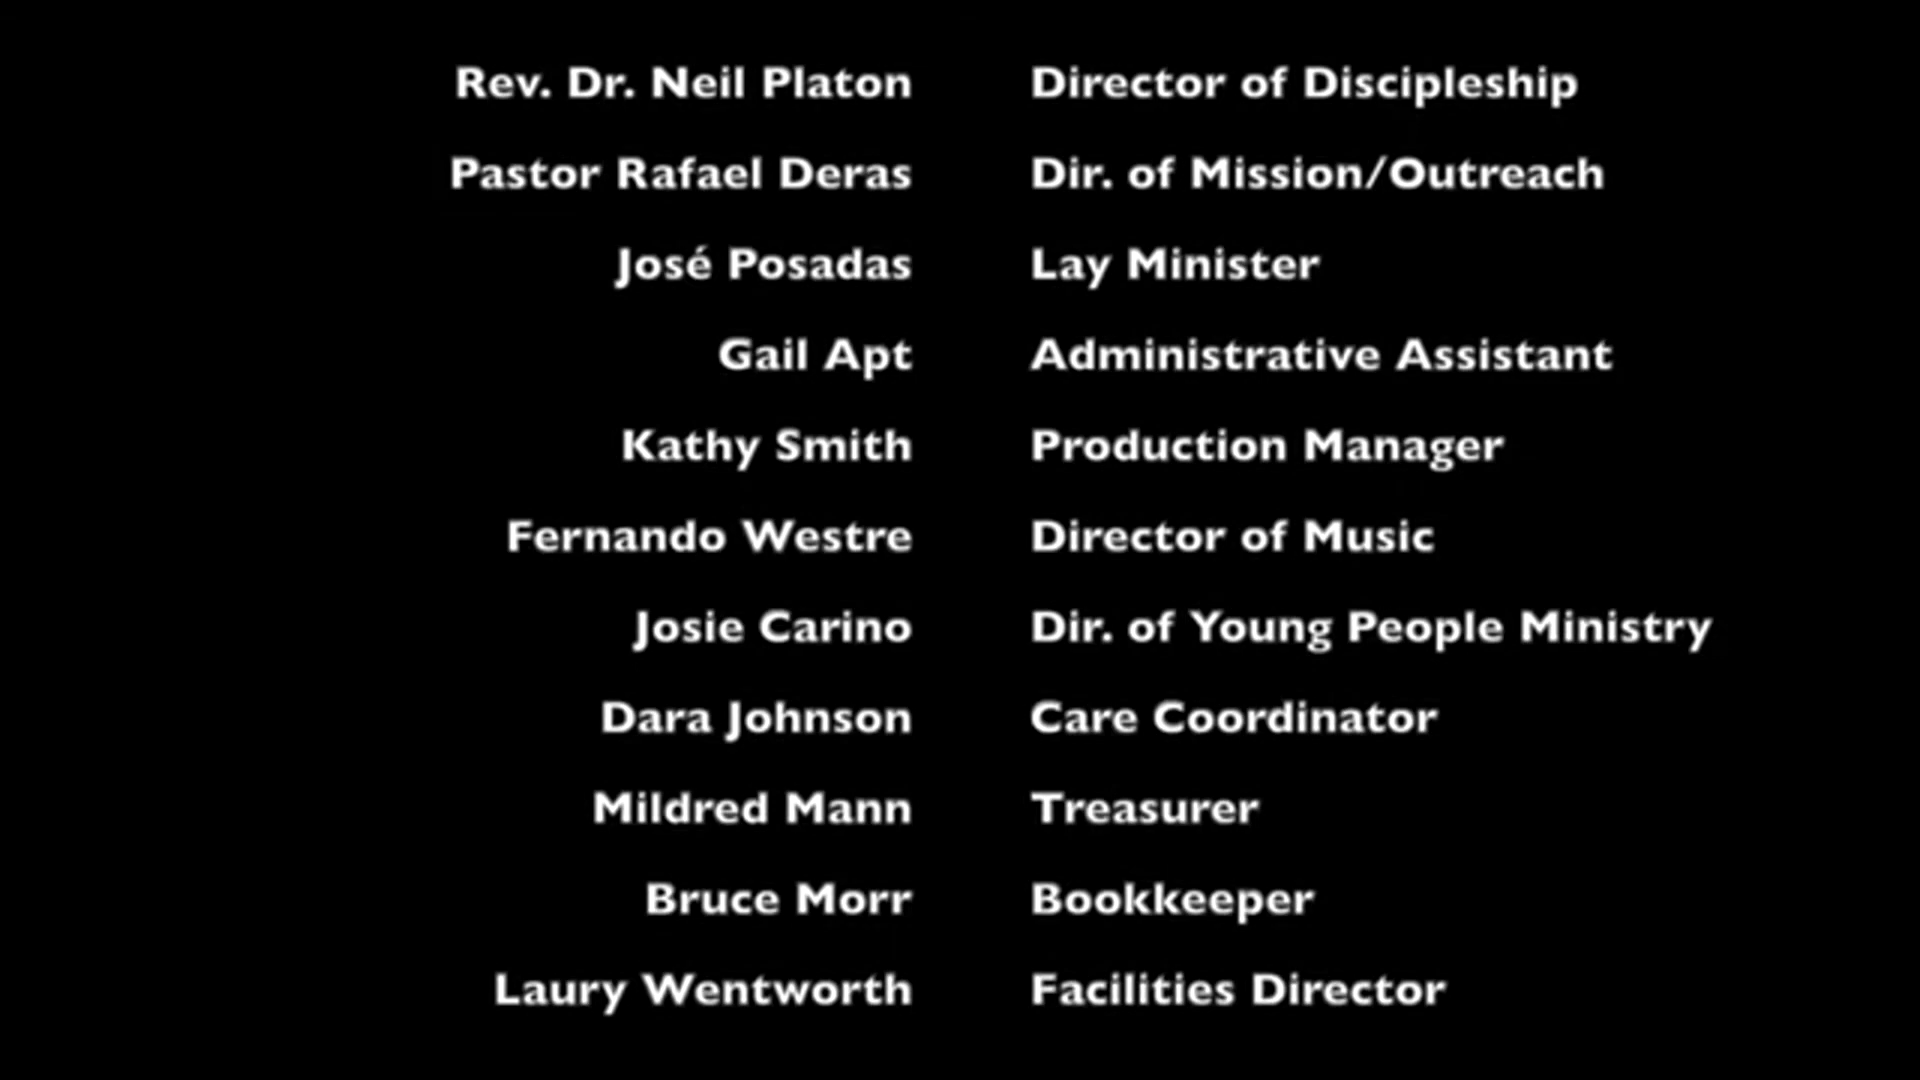 Rev. Dr. Neil Platon Director of Discipleship
Pastor Rafael Deras Dir. of Mission/Outreach
José Posadas Lay Minister
Gail Apt Administrative Assistant
Kathy Smith Production Manager
Fernando Westre Director of Music
Josie Carino Dir. of Young People Ministry
Dara Johnson Care Coordinator
Mildred Mann Treasurer
Bruce Morr Bookkeeper
Laury Wentworth Facilities Director